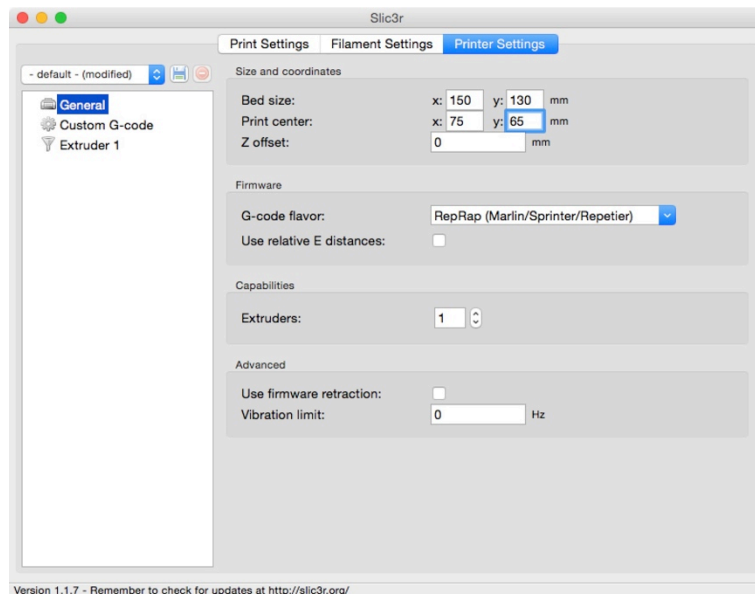 Slic3r
Print Settings Filament Settings Printer Settings
- default - (modified)
General
Custom G-code
Extruder 1
Size and coordinates
Bed size: x: 150 y: 130 mm
Print center: x: 75 y: 65 mm
Z offset: 0 mm
Firmware
G-code flavor: RepRap (Marlin/Sprinter/Repetier)
Use relative E distances:
Capabilities
Extruders: 1
Advanced
Use firmware retraction:
Vibration limit: 0 Hz
Version 1.1.7 - Remember to check for updates at http://slic3r.org/